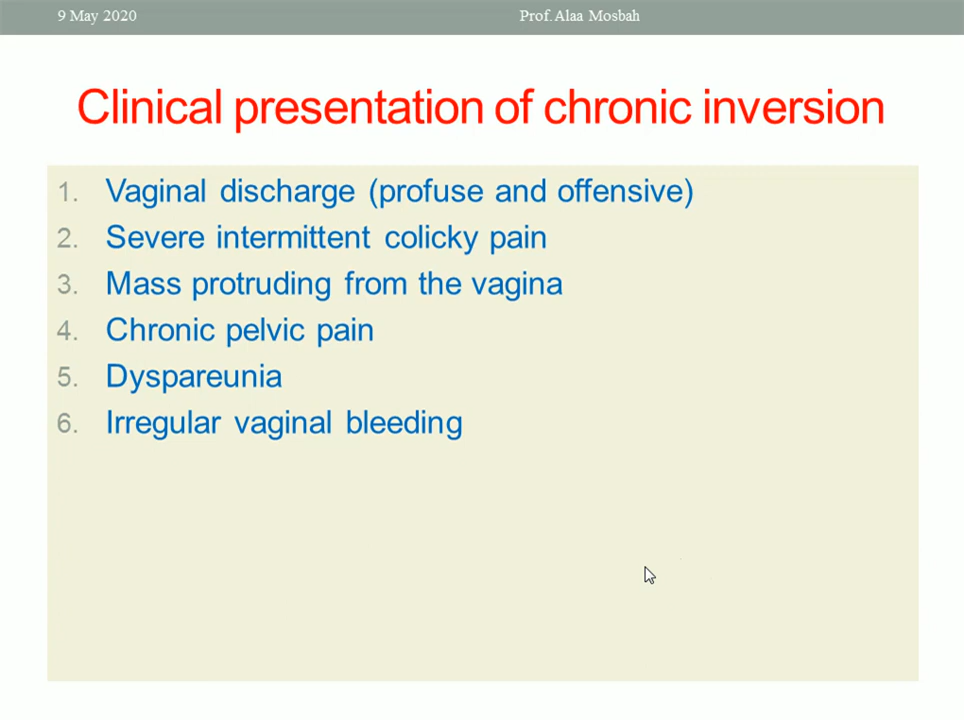 9 May 2020
Prof. Alaa Mosbah
Clinical presentation of chronic inversion
1. Vaginal discharge (profuse and offensive)
2. Severe intermittent colicky pain
3. Mass protruding from the vagina
4. Chronic pelvic pain
5. Dyspareunia
6. Irregular vaginal bleeding